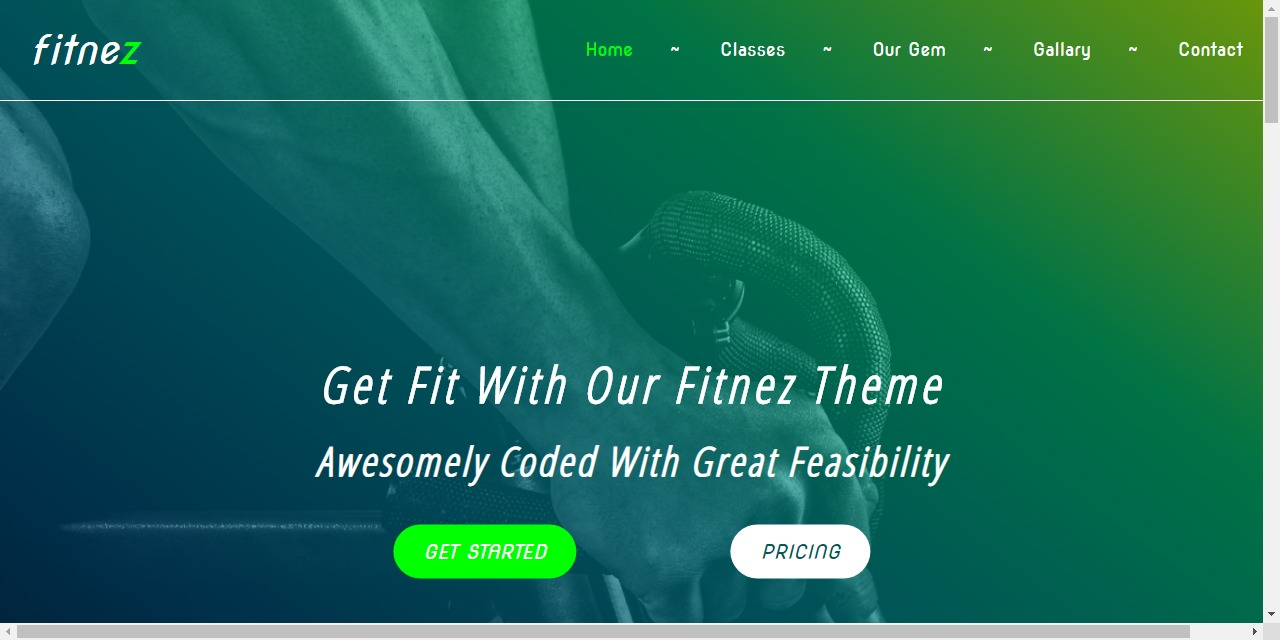 fitnez
Home ~ Classes ~ Our Gem ~ Gallary ~ Contact
Get Fit With Our Fitnez Theme
Awesomely Coded With Great Feasibility
GET STARTED PRICING